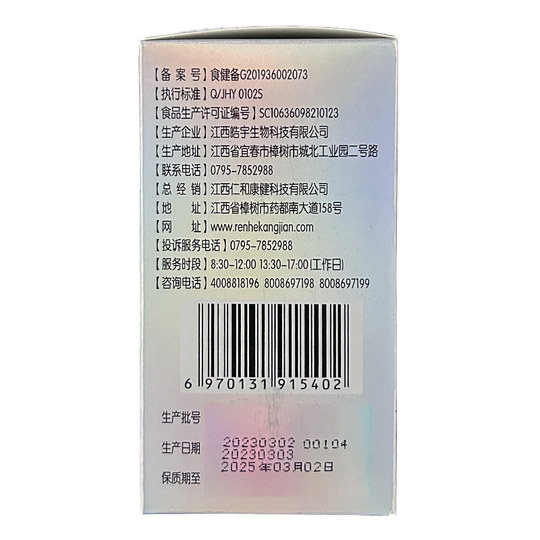 【备 案 号】食健备G201936002073
【执行标准】Q/JHY 0102S
【食品生产许可证编号】SC10636098210123
【生产企业】江西皓宇生物科技有限公司
【生产地址】江西省宜春市樟树市城北工业园二号路
【联系电话】0795-7852988
【总 经 销】江西仁和康健科技有限公司
【地 址】江西省樟树市药都南大道158号
【网 址】www.renhekangjian.com
【投诉服务电话】0795-7852988
【服务时段】8:30-12:00 13:30-17:00(工作日)
【咨询电话】4008818196 8008697198 8008697199
6 970131 915402
生产批号
20230302 00104
生产日期
20230303
2025年03月02日
保质期至